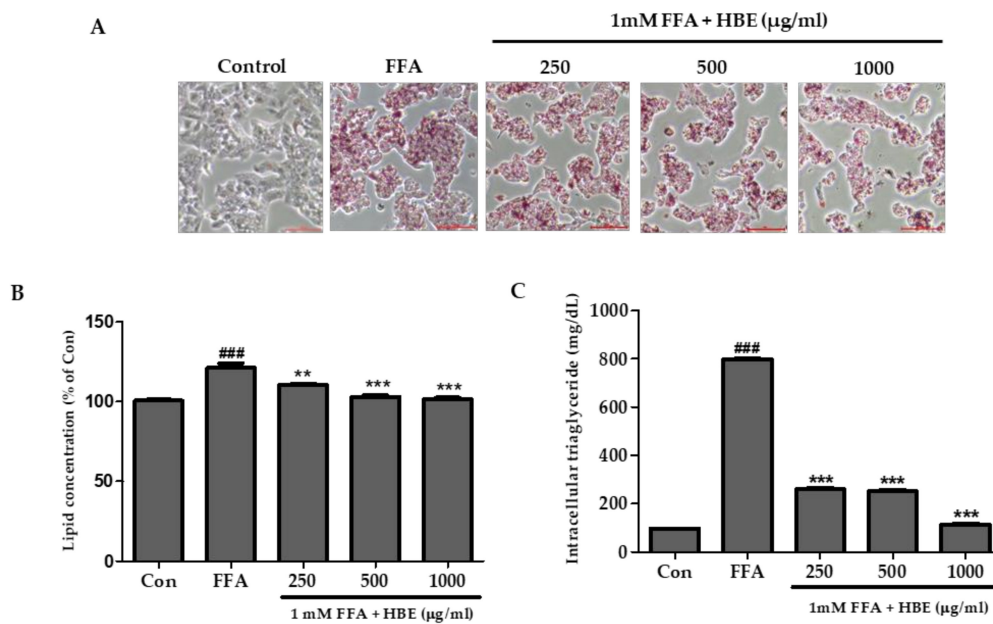 A
1mM FFA + HBE (µg/ml)
Control FFA 250 500 1000
B
Lipid concentration (% of Con)
150
100
50
0
###
**
***
***
Con FFA 250 500 1000
1 mM FFA + HBE (µg/ml)
C
Intracellular triaglyceride (mg/dL)
1000
800
600
400
200
0
###
***
***
***
Con FFA 250 500 1000
1mM FFA + HBE (µg/ml)